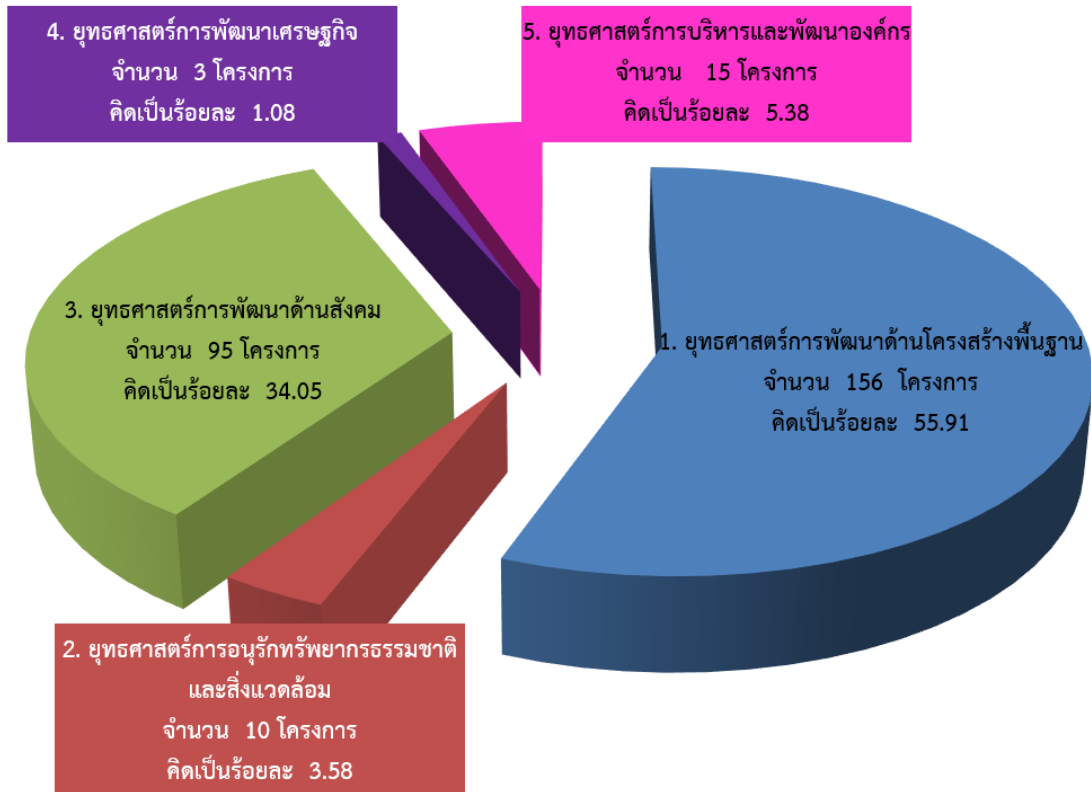 4. ยุทธศาสตร์การพัฒนาเศรษฐกิจ
จำนวน 3 โครงการ
คิดเป็นร้อยละ 1.08
5. ยุทธศาสตร์การบริหารและพัฒนาองค์กร
จำนวน 15 โครงการ
คิดเป็นร้อยละ 5.38
3. ยุทธศาสตร์การพัฒนาด้านสังคม
จำนวน 95 โครงการ
คิดเป็นร้อยละ 34.05
1. ยุทธศาสตร์การพัฒนาด้านโครงสร้างพื้นฐาน
จำนวน 156 โครงการ
คิดเป็นร้อยละ 55.91
2. ยุทธศาสตร์การอนุรักทรัพยากรธรรมชาติ
และสิ่งแวดล้อม
จำนวน 10 โครงการ
คิดเป็นร้อยละ 3.58